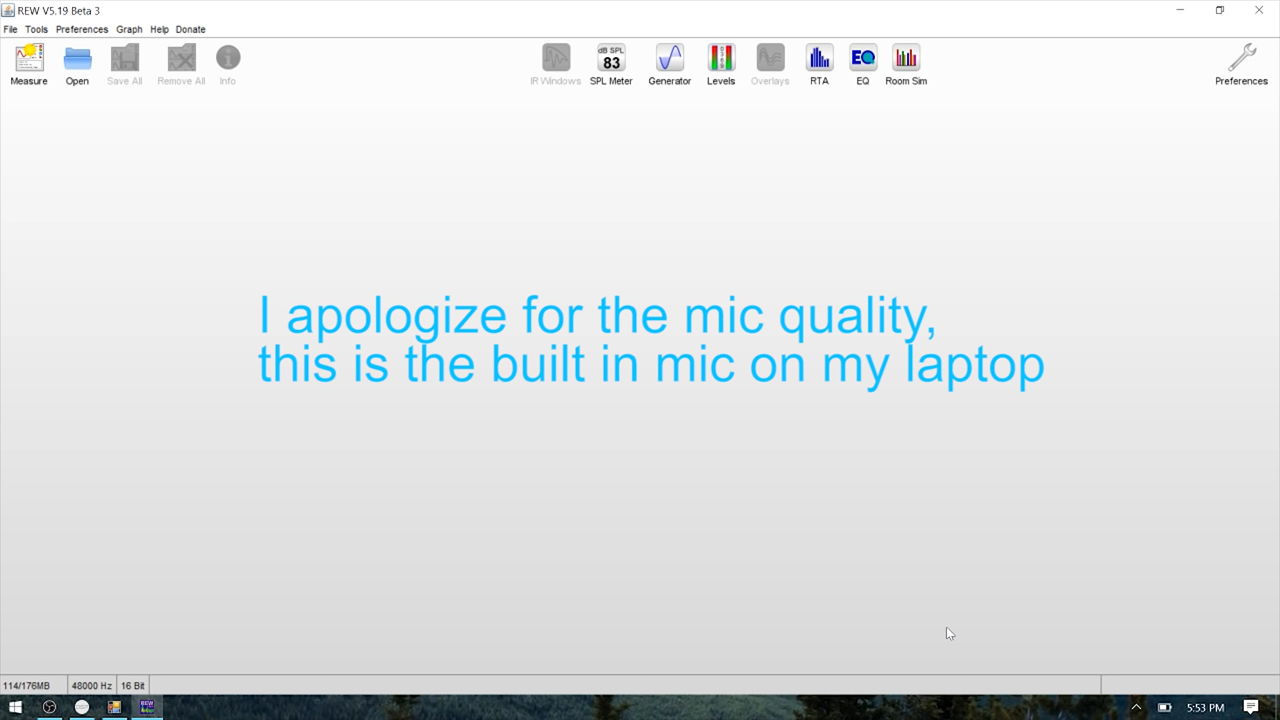 REW V5.19 Beta 3
File Tools Preferences Graph Help Donate
dB SPL
83
EQ
Measure Open Save All Remove All Info IR Windows SPL Meter Generator Levels Overlays RTA EQ Room Sim Preferences
I apologize for the mic quality,
this is the built in mic on my laptop
114/176MB 48000 Hz 16 Bit
REW
5:53 PM